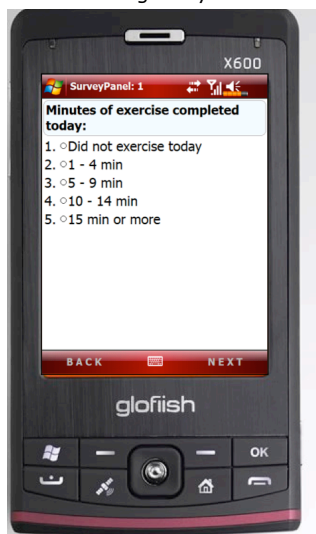 X600
SurveyPanel: 1
Minutes of exercise completed
today:
1. Did not exercise today
2. 1 - 4 min
3. 5 - 9 min
4. 10 - 14 min
5. 15 min or more
BACK NEXT
glofiish
OK